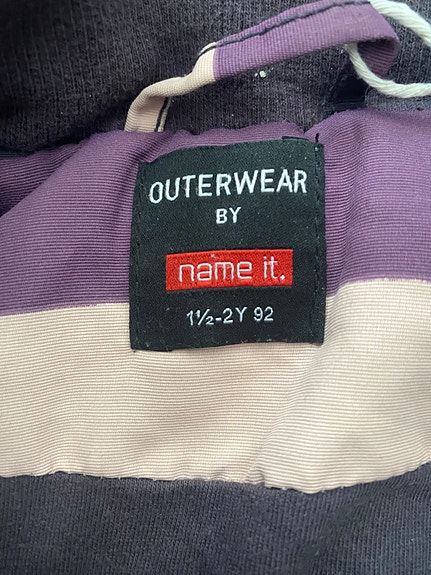 OUTERWEAR
BY
name it.
1½-2Y 92